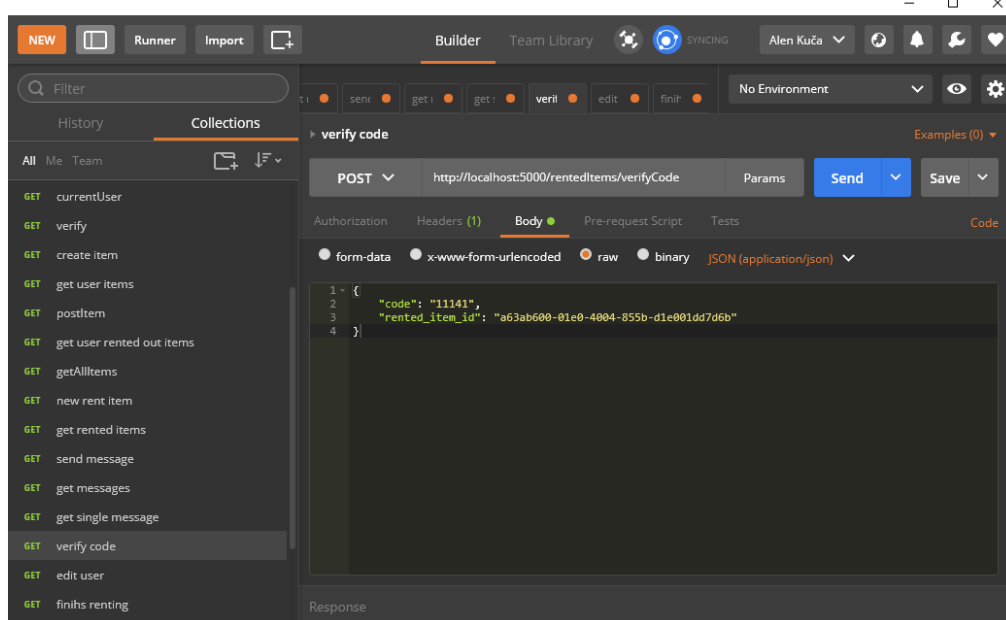 NEW Runner Import Builder Team Library SYNCING Alen Kuča
Filter
History Collections
All Me Team
GET currentUser
GET verify
GET create item
GET get user items
GET postItem
GET get user rented out items
GET getAllItems
GET new rent item
GET get rented items
GET send message
GET get messages
GET get single message
GET verify code
GET edit user
GET finihs renting
get get verif edit No Environment
verify code Examples (0)
POST http://localhost:5000/rentedItems/verifyCode Params Send Save
Authorization Headers (1) Body Pre-request Script Tests Code
form-data x-www-form-urlencoded raw binary JSON (application/json)
1 {
2 "code": "11141",
3 "rented_item_id": "a63ab600-01e0-4004-855b-d1e001dd7d6b"
4 }
Response